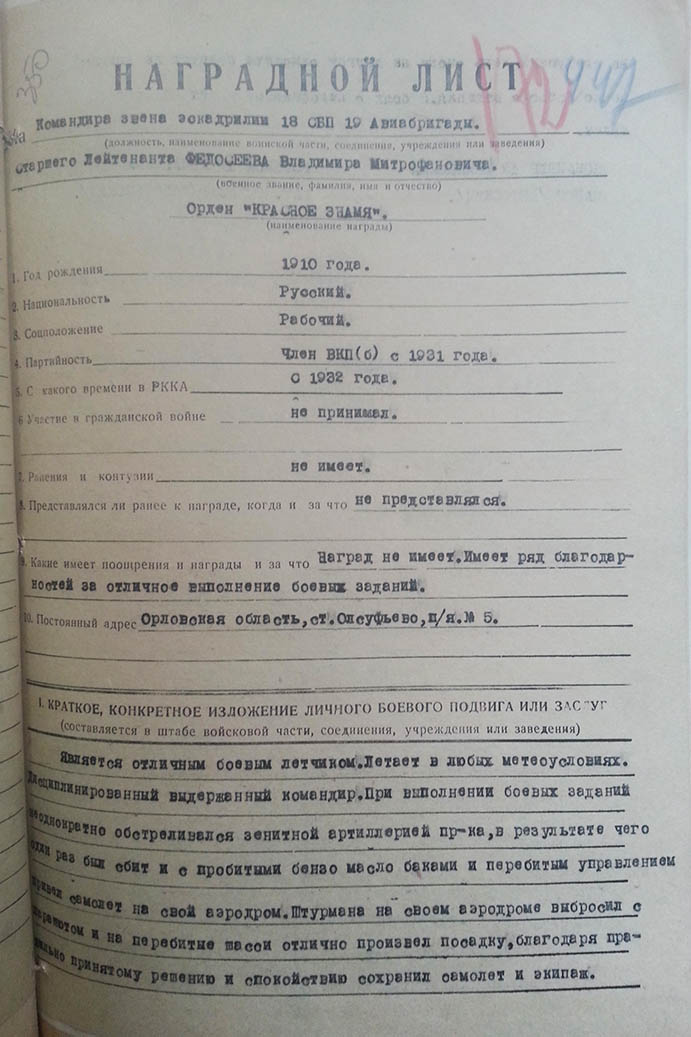 172 447
НАГРАДНОЙ ЛИСТ
на Командира звена эскадрилии 18 СБП 19 Авиабригады.
(должность, наименование воинской части, соединения, учреждения или заведения)
Старшего Лейтенанта ФЕДОСЕЕВА Владимира Митрофановича.
(военное звание, фамилия, имя и отчество)
Орден "КРАСНОЕ ЗНАМЯ".
(наименование награды)
1. Год рождения 1910 года.
2. Национальность Русский.
3. Соцположение Рабочий.
4. Партийность Член ВКП(б) с 1931 года.
5. С какого времени в РККА С 1932 года.
6 Участие в гражданской войне не принимал.
7. Ранения и контузии не имеет.
8. Представлялся ли ранее к награде, когда и за что не представлялся.
9. Какие имеет поощрения и награды и за что Наград не имеет.Имеет ряд благодар-
ностей за отличное выполнение боевых заданий.
10. Постоянный адрес Орловская область,ст.Олсуфьево,п/я.№ 5.
I. КРАТКОЕ, КОНКРЕТНОЕ ИЗЛОЖЕНИЕ ЛИЧНОГО БОЕВОГО ПОДВИГА ИЛИ ЗАСЛУГ
(составляется в штабе войсковой части, соединения, учреждения или заведения)
Является отличным боевым летчиком.Летает в любых метеоусловиях.
Дисциплинированный выдержанный командир.При выполнении боевых заданий
неоднократно обстреливался зенитной артиллерией пр-ка,в результате чего
один раз был сбит и с пробитыми бензо масло баками и перебитым управлением
привел самолет на свой аэродром.Штурмана на своем аэродроме выбросил с
парашютом и на перебитые шасси отлично произвел посадку,благодаря пра-
вильно принятому решению и спокойствию сохранил самолет и экипаж.